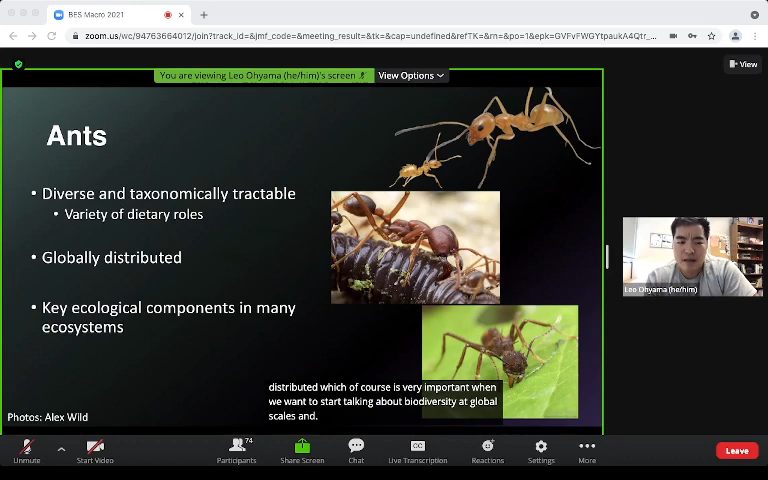 BES Macro 2021
zoom.us/wc/94763664012/join?track_id=&jmf_code=&meeting_result=&tk=&cap=undefined&refTK=&rn=&po=1&epk=GVFvFWGYtpaukA4Qtr_...
You are viewing Leo Ohyama (he/him)'s screen
View Options
View
Ants
• Diverse and taxonomically tractable
• Variety of dietary roles
• Globally distributed
• Key ecological components in many
ecosystems
Leo Ohyama (he/him)
distributed which of course is very important when
we want to start talking about biodiversity at global
scales and.
Photos: Alex Wild
Unmute
Start Video
Participants
74
Share Screen
Chat
CC
Live Transcription
Reactions
Settings
More
Leave